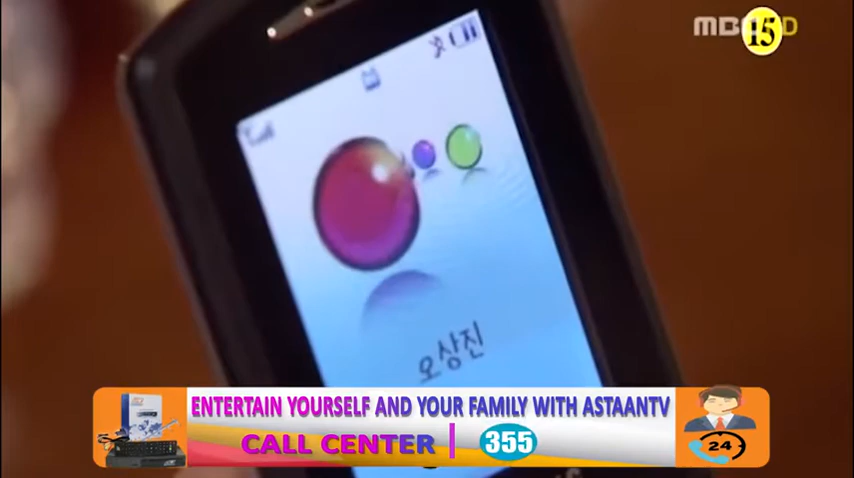 MBC HD
15
오상진
ENTERTAIN YOURSELF AND YOUR FAMILY WITH ASTAANTV
CALL CENTER | 355
24